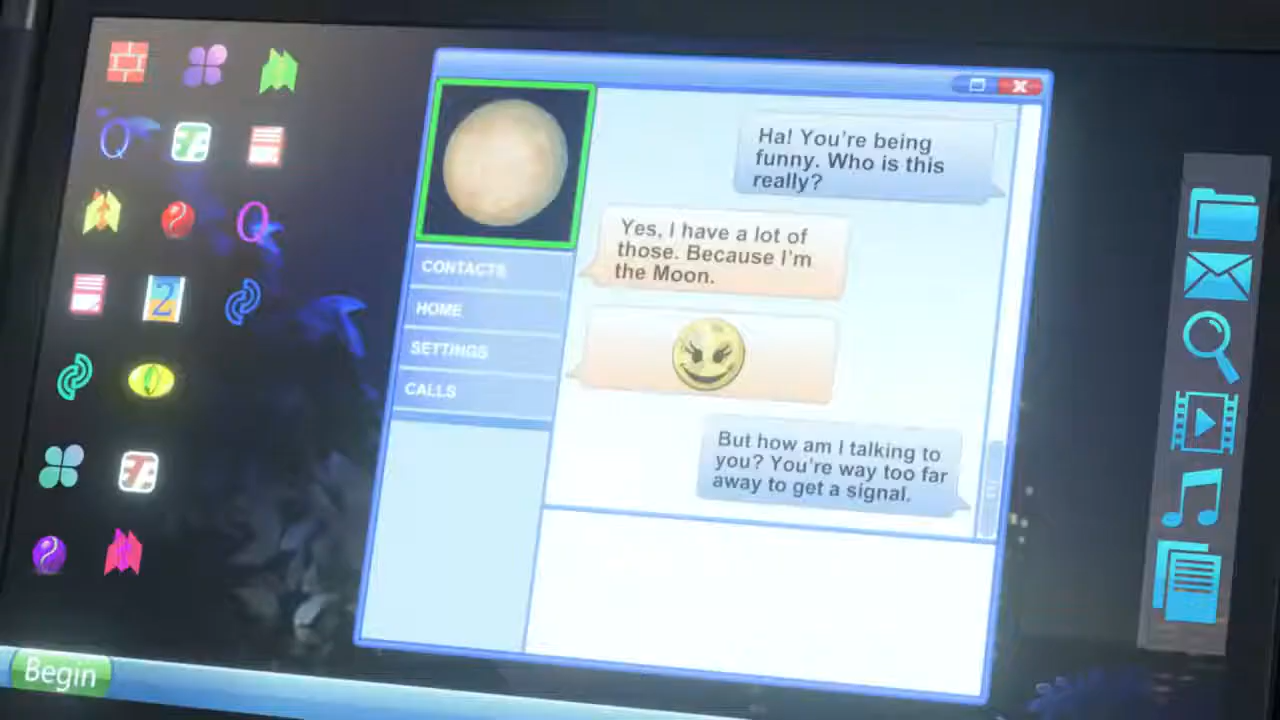 Ha! You're being
funny. Who is this
really?
Yes, I have a lot of
those. Because I'm
the Moon.
But how am I talking to
you? You're way too far
away to get a signal.
CONTACTS
HOME
SETTINGS
CALLS
Q
Q
2
Begin